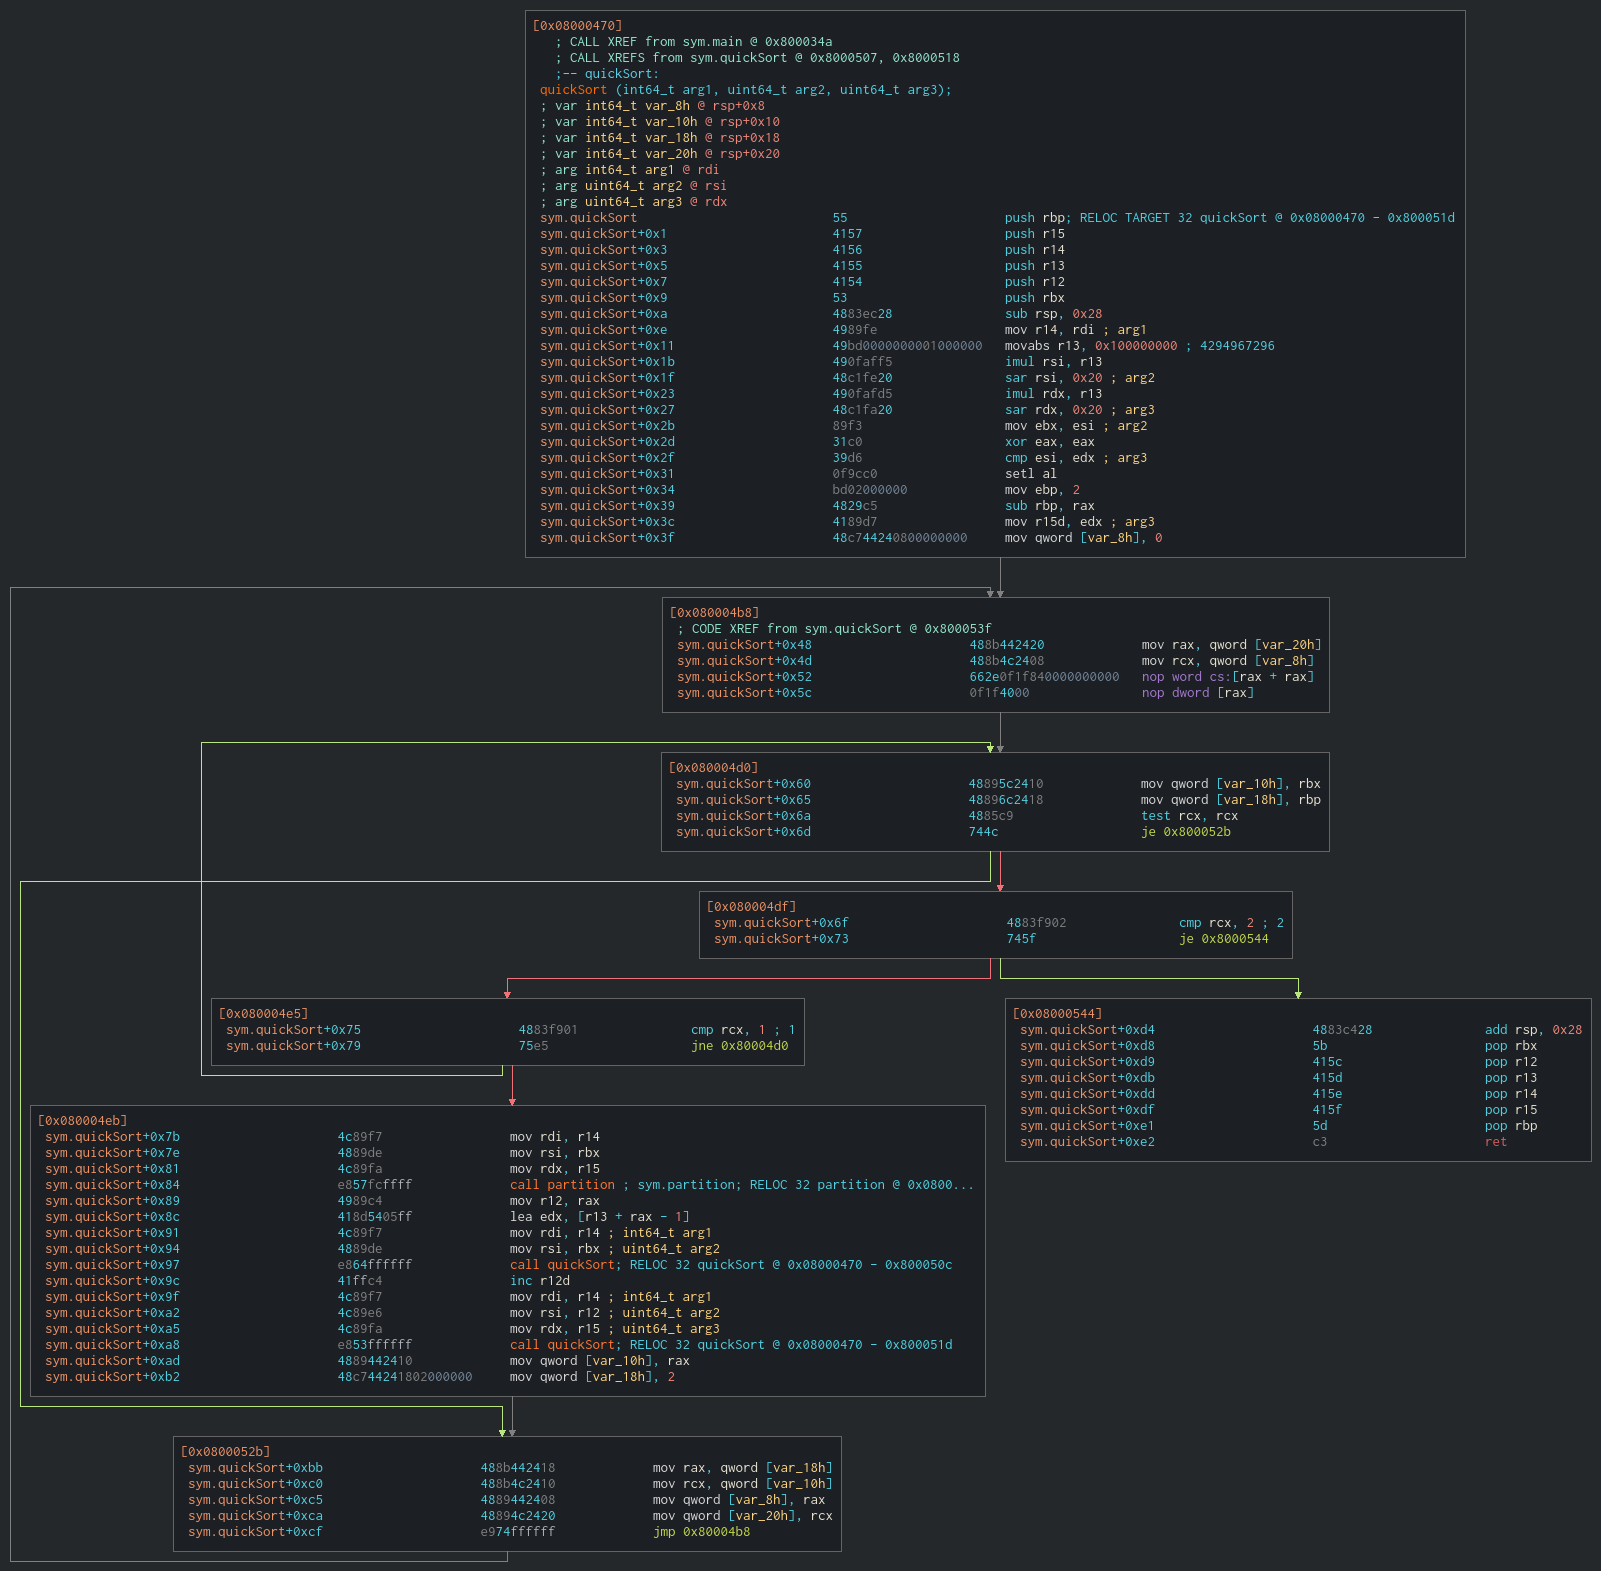 [0x08000470]
; CALL XREF from sym.main @ 0x800034a
; CALL XREFS from sym.quickSort @ 0x8000507, 0x8000518
;-- quickSort:
quickSort (int64_t arg1, uint64_t arg2, uint64_t arg3);
; var int64_t var_8h @ rsp+0x8
; var int64_t var_10h @ rsp+0x10
; var int64_t var_18h @ rsp+0x18
; var int64_t var_20h @ rsp+0x20
; arg int64_t arg1 @ rdi
; arg uint64_t arg2 @ rsi
; arg uint64_t arg3 @ rdx
sym.quickSort 55 push rbp; RELOC TARGET 32 quickSort @ 0x08000470 - 0x800051d
sym.quickSort+0x1 4157 push r15
sym.quickSort+0x3 4156 push r14
sym.quickSort+0x5 4155 push r13
sym.quickSort+0x7 4154 push r12
sym.quickSort+0x9 53 push rbx
sym.quickSort+0xa 4883ec28 sub rsp, 0x28
sym.quickSort+0xe 4989fe mov r14, rdi ; arg1
sym.quickSort+0x11 49bd0000000001000000 movabs r13, 0x100000000 ; 4294967296
sym.quickSort+0x1b 490faff5 imul rsi, r13
sym.quickSort+0x1f 48c1fe20 sar rsi, 0x20 ; arg2
sym.quickSort+0x23 490fafd5 imul rdx, r13
sym.quickSort+0x27 48c1fa20 sar rdx, 0x20 ; arg3
sym.quickSort+0x2b 89f3 mov ebx, esi ; arg2
sym.quickSort+0x2d 31c0 xor eax, eax
sym.quickSort+0x2f 39d6 cmp esi, edx ; arg3
sym.quickSort+0x31 0f9cc0 setl al
sym.quickSort+0x34 bd02000000 mov ebp, 2
sym.quickSort+0x39 4829c5 sub rbp, rax
sym.quickSort+0x3c 4189d7 mov r15d, edx ; arg3
sym.quickSort+0x3f 48c744240800000000 mov qword [var_8h], 0
[0x080004b8]
; CODE XREF from sym.quickSort @ 0x800053f
sym.quickSort+0x48 488b442420 mov rax, qword [var_20h]
sym.quickSort+0x4d 488b4c2408 mov rcx, qword [var_8h]
sym.quickSort+0x52 662e0f1f840000000000 nop word cs:[rax + rax]
sym.quickSort+0x5c 0f1f4000 nop dword [rax]
[0x080004d0]
sym.quickSort+0x60 48895c2410 mov qword [var_10h], rbx
sym.quickSort+0x65 48896c2418 mov qword [var_18h], rbp
sym.quickSort+0x6a 4885c9 test rcx, rcx
sym.quickSort+0x6d 744c je 0x800052b
[0x080004df]
sym.quickSort+0x6f 4883f902 cmp rcx, 2 ; 2
sym.quickSort+0x73 745f je 0x8000544
[0x080004e5]
sym.quickSort+0x75 4883f901 cmp rcx, 1 ; 1
sym.quickSort+0x79 75e5 jne 0x80004d0
[0x08000544]
sym.quickSort+0xd4 4883c428 add rsp, 0x28
sym.quickSort+0xd8 5b pop rbx
sym.quickSort+0xd9 415c pop r12
sym.quickSort+0xdb 415d pop r13
sym.quickSort+0xdd 415e pop r14
sym.quickSort+0xdf 415f pop r15
sym.quickSort+0xe1 5d pop rbp
sym.quickSort+0xe2 c3 ret
[0x080004eb]
sym.quickSort+0x7b 4c89f7 mov rdi, r14
sym.quickSort+0x7e 4889de mov rsi, rbx
sym.quickSort+0x81 4c89fa mov rdx, r15
sym.quickSort+0x84 e857fcffff call partition ; sym.partition; RELOC 32 partition @ 0x0800...
sym.quickSort+0x89 4989c4 mov r12, rax
sym.quickSort+0x8c 418d5405ff lea edx, [r13 + rax - 1]
sym.quickSort+0x91 4c89f7 mov rdi, r14 ; int64_t arg1
sym.quickSort+0x94 4889de mov rsi, rbx ; uint64_t arg2
sym.quickSort+0x97 e864ffffff call quickSort; RELOC 32 quickSort @ 0x08000470 - 0x800050c
sym.quickSort+0x9c 41ffc4 inc r12d
sym.quickSort+0x9f 4c89f7 mov rdi, r14 ; int64_t arg1
sym.quickSort+0xa2 4c89e6 mov rsi, r12 ; uint64_t arg2
sym.quickSort+0xa5 4c89fa mov rdx, r15 ; uint64_t arg3
sym.quickSort+0xa8 e853ffffff call quickSort; RELOC 32 quickSort @ 0x08000470 - 0x800051d
sym.quickSort+0xad 4889442410 mov qword [var_10h], rax
sym.quickSort+0xb2 48c744241802000000 mov qword [var_18h], 2
[0x0800052b]
sym.quickSort+0xbb 488b442418 mov rax, qword [var_18h]
sym.quickSort+0xc0 488b4c2410 mov rcx, qword [var_10h]
sym.quickSort+0xc5 4889442408 mov qword [var_8h], rax
sym.quickSort+0xca 48894c2420 mov qword [var_20h], rcx
sym.quickSort+0xcf e974ffffff jmp 0x80004b8